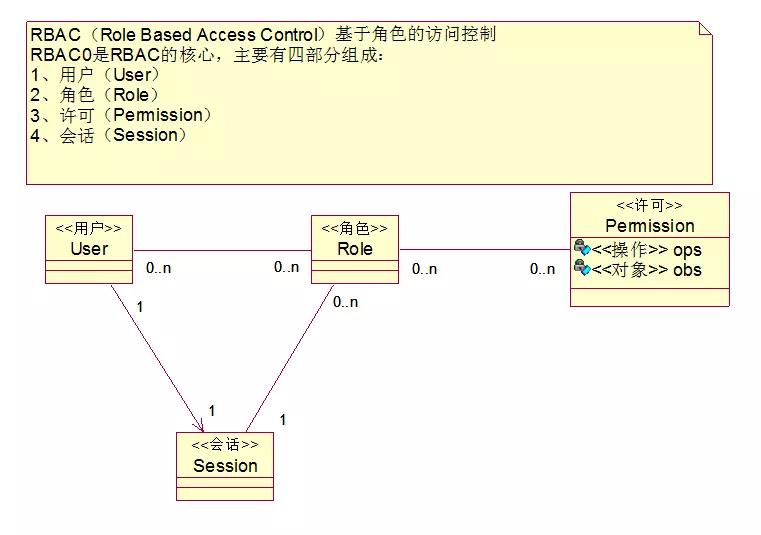 RBAC（Role Based Access Control）基于角色的访问控制
RBAC0是RBAC的核心，主要有四部分组成：
1、用户（User）
2、角色（Role）
3、许可（Permission）
4、会话（Session）
<<用户>>
User
<<角色>>
Role
<<许可>>
Permission
<<操作>> ops
<<对象>> obs
0..n
0..n
0..n
0..n
1
0..n
1
1
<<会话>>
Session